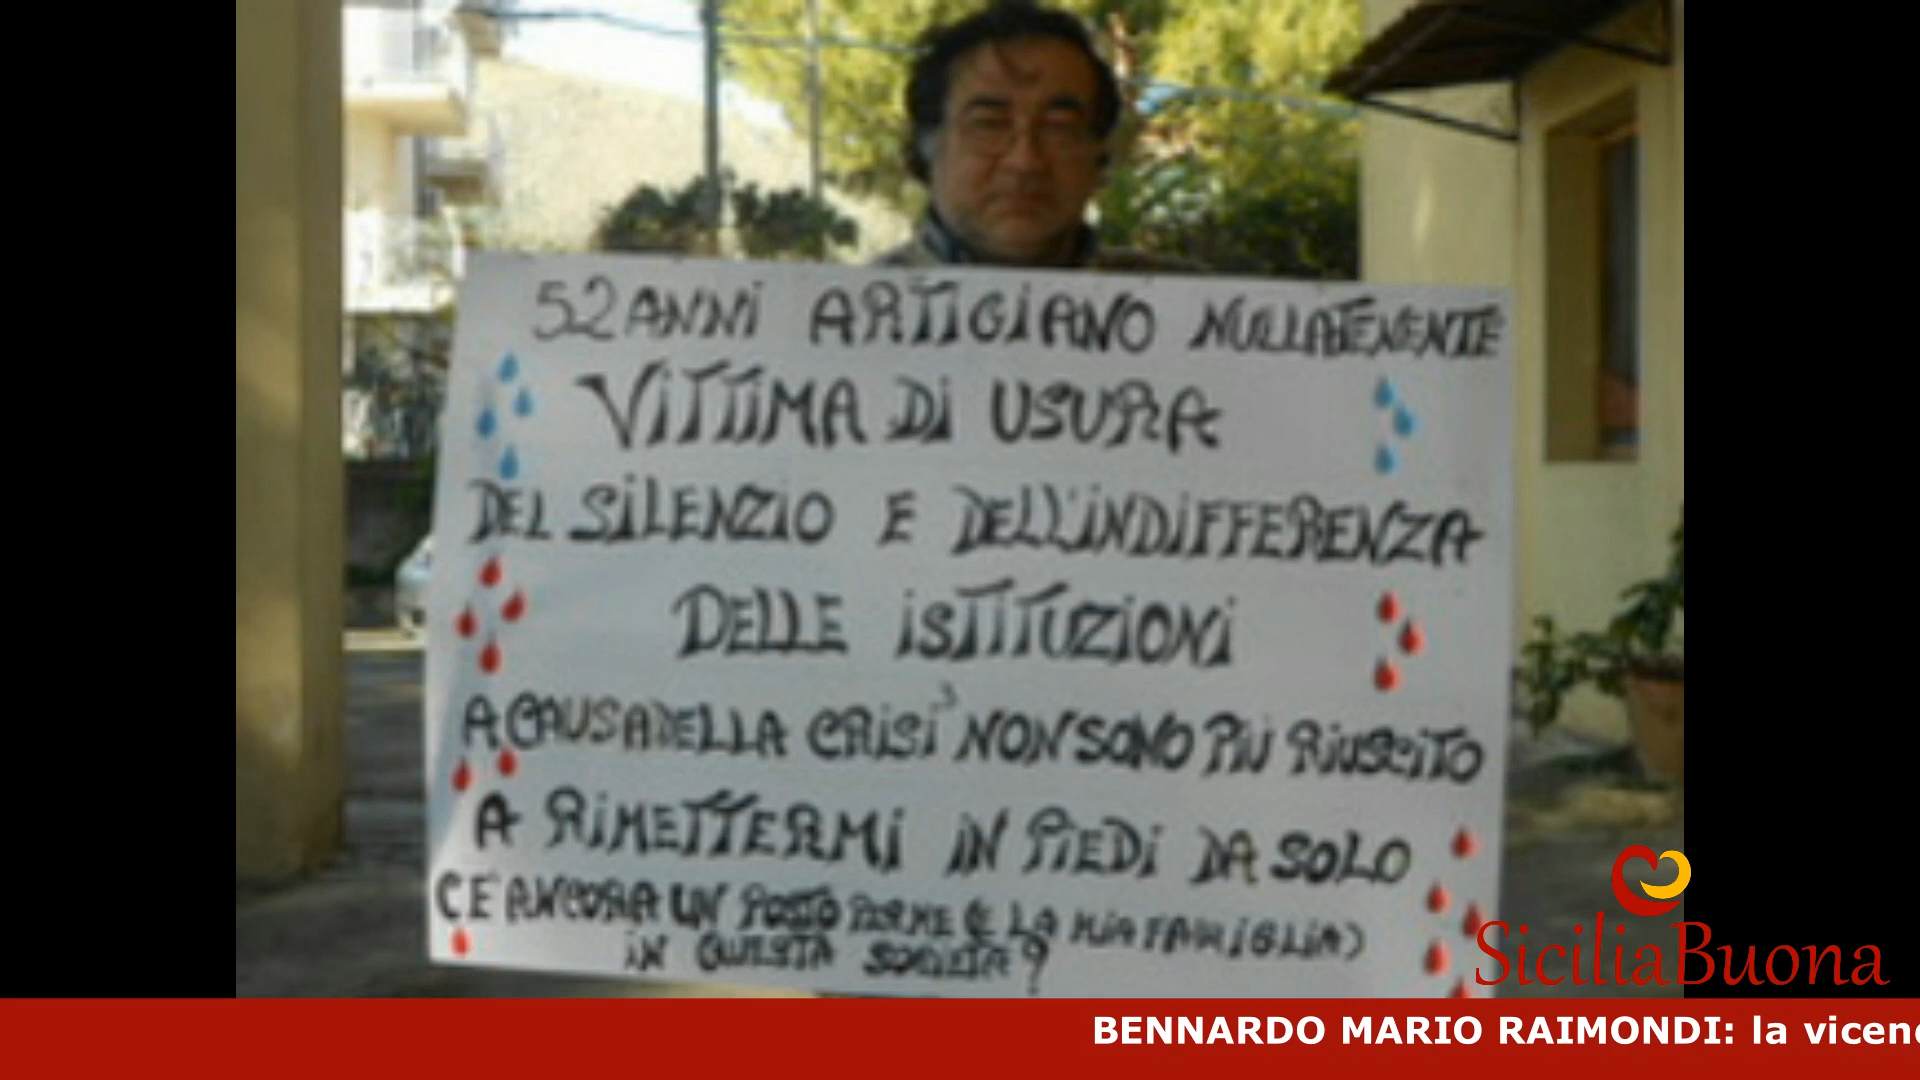 52 ANNI ARTIGIANO NULLATENENTE
VITTIMA DI USURA
DEL SILENZIO E DELL'INDIFFERENZA
DELLE ISTITUZIONI
A CAUSA DELLA CRISI NON SONO PIÙ RIUSCITO
A RIMETTERMI IN PIEDI DA SOLO
C'E' ANCORA UN POSTO PER ME (E LA MIA FAMIGLIA)
IN QUESTA SOCIETA?
SiciliaBuona
BENNARDO MARIO RAIMONDI: la vicen